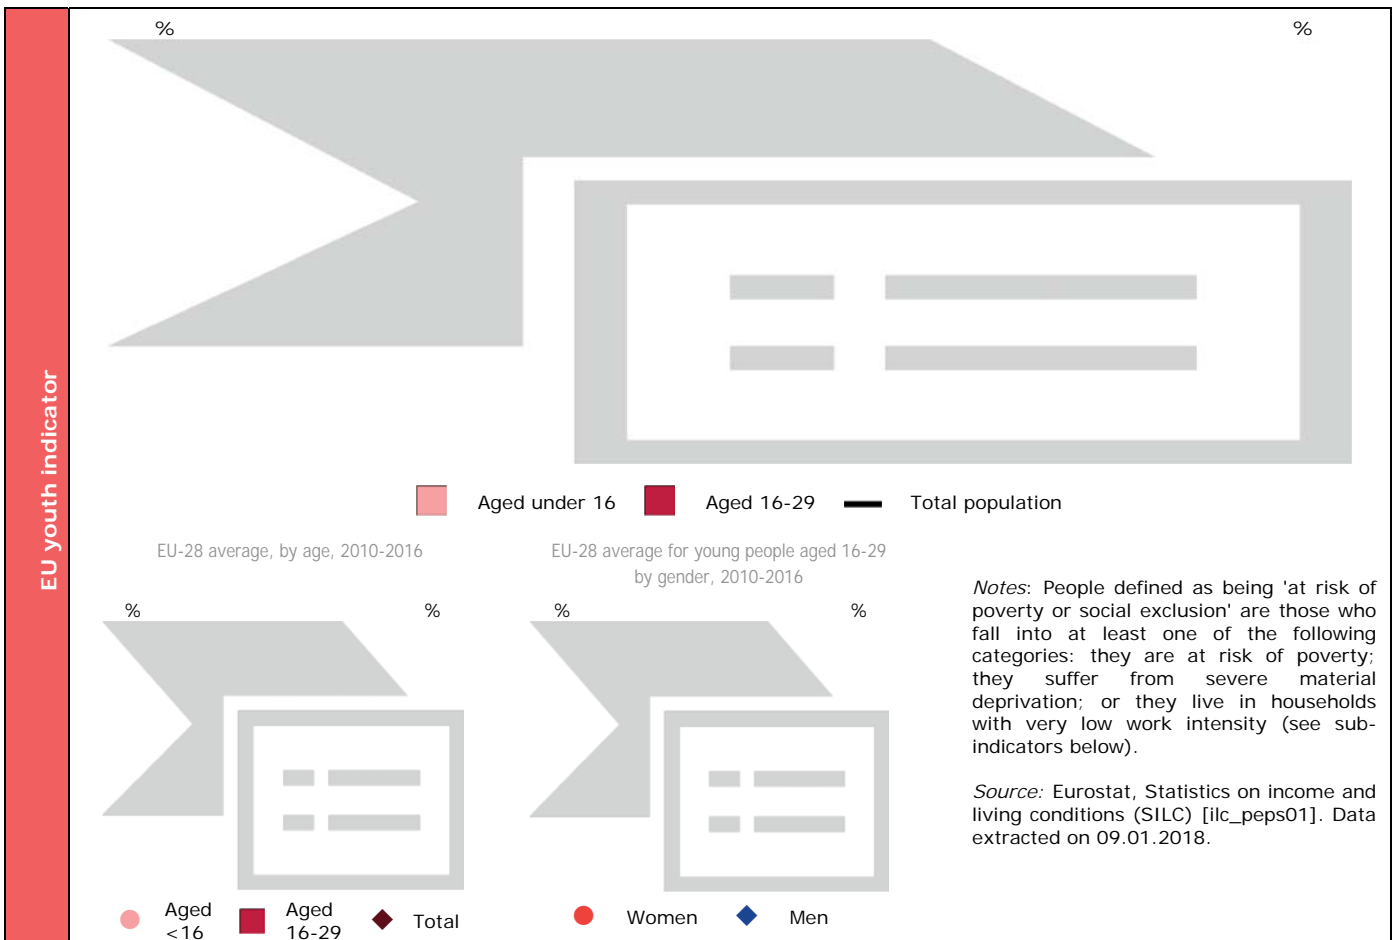 EU youth indicator
% %
Aged under 16 Aged 16-29 Total population
EU-28 average, by age, 2010-2016
% %
Aged <16 Aged 16-29 Total
EU-28 average for young people aged 16-29
by gender, 2010-2016
% %
Women Men
Notes: People defined as being 'at risk of
poverty or social exclusion' are those who
fall into at least one of the following
categories: they are at risk of poverty;
they suffer from severe material
deprivation; or they live in households
with very low work intensity (see sub-
indicators below).
Source: Eurostat, Statistics on income and
living conditions (SILC) [ilc_peps01]. Data
extracted on 09.01.2018.